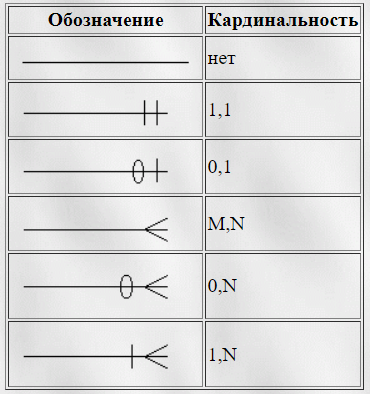 Обозначение Кардинальность
нет
1,1
0,1
M,N
0,N
1,N